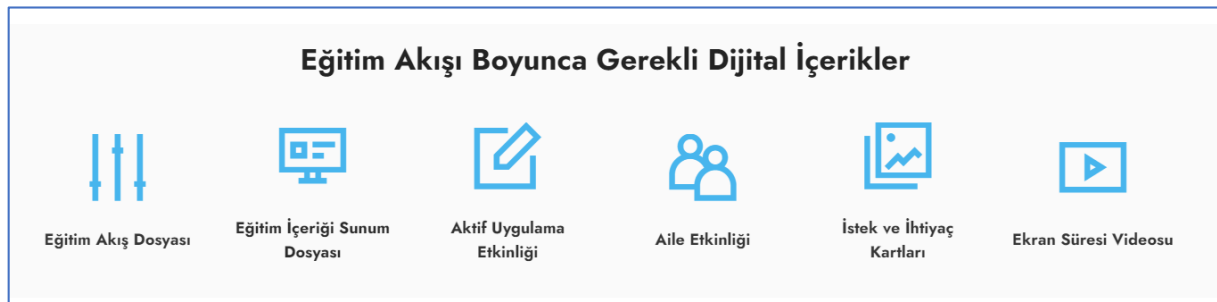 Eğitim Akışı Boyunca Gerekli Dijital İçerikler
Eğitim Akış Dosyası
Eğitim İçeriği Sunum
Dosyası
Aktif Uygulama
Etkinliği
Aile Etkinliği
İstek ve İhtiyaç
Kartları
Ekran Süresi Videosu